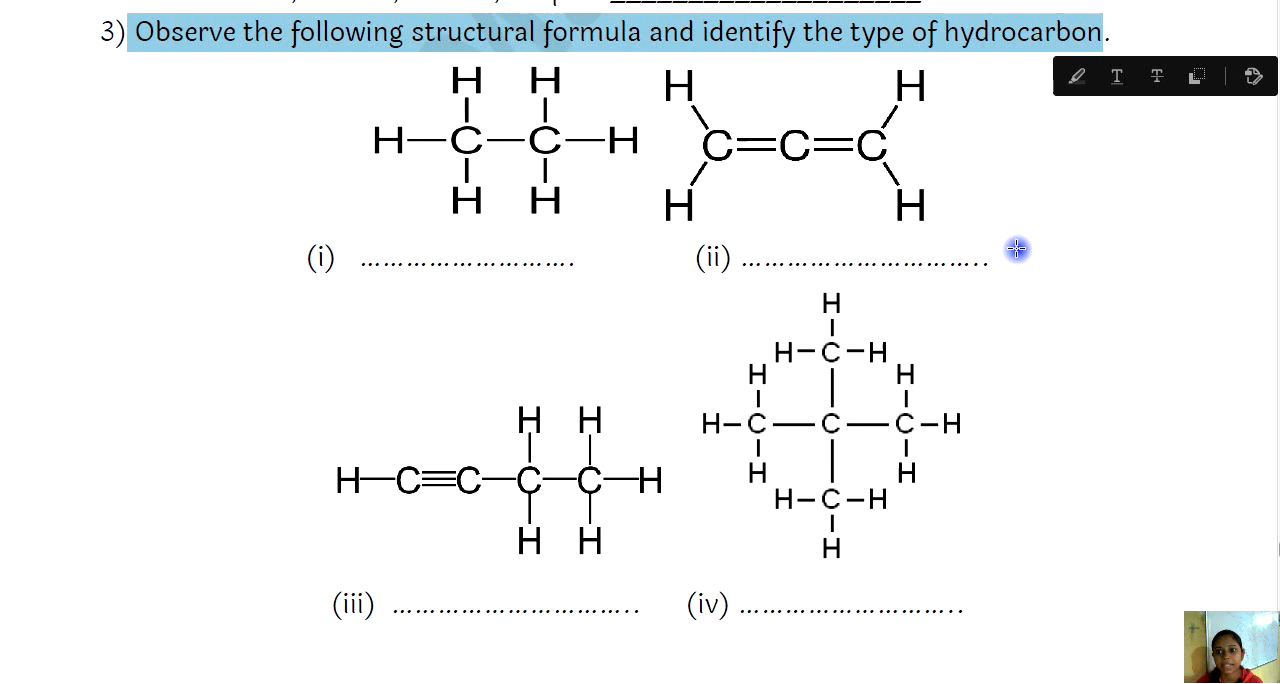 3) Observe the following structural formula and identify the type of hydrocarbon.
H H
H—C—C—H
H H
H H
C=C=C
H H
(i) ……………………….
(ii) …………………………..
H
H–C–H
H H
H–C—C—C–H
H H
H–C–H
H
H H
H—C≡C—C—C—H
H H
(iii) …………………………..
(iv) ………………………..